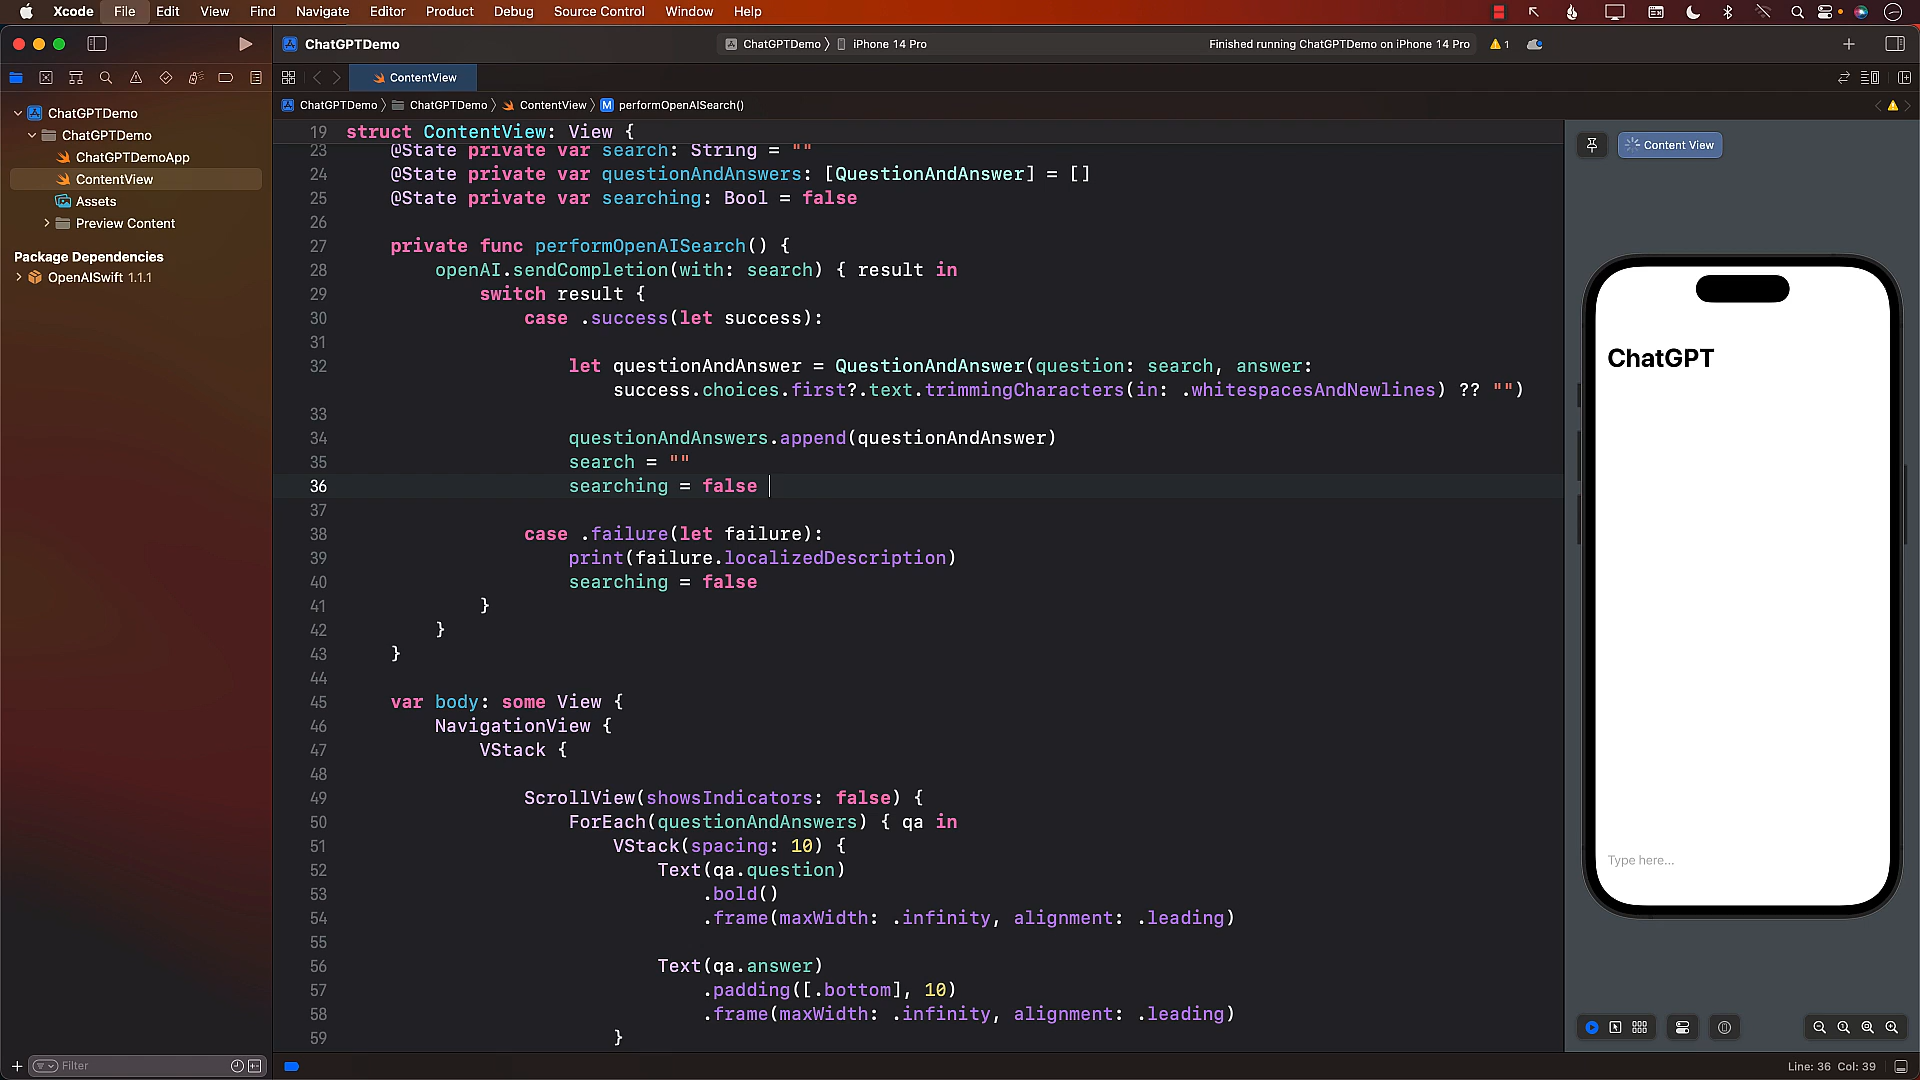 Xcode File Edit View Find Navigate Editor Product Debug Source Control Window Help
ChatGPTDemo
ChatGPTDemo iPhone 14 Pro
Finished running ChatGPTDemo on iPhone 14 Pro
1
ContentView
ChatGPTDemo ChatGPTDemo ContentView M performOpenAISearch()
ChatGPTDemo
ChatGPTDemo
ChatGPTDemoApp
ContentView
Assets
Preview Content
Package Dependencies
OpenAISwift 1.1.1
19 struct ContentView: View {
23 @State private var search: String = ""
24 @State private var questionAndAnswers: [QuestionAndAnswer] = []
25 @State private var searching: Bool = false
26
27 private func performOpenAISearch() {
28 openAI.sendCompletion(with: search) { result in
29 switch result {
30 case .success(let success):
31
32 let questionAndAnswer = QuestionAndAnswer(question: search, answer:
success.choices.first?.text.trimmingCharacters(in: .whitespacesAndNewlines) ?? "")
33
34 questionAndAnswers.append(questionAndAnswer)
35 search = ""
36 searching = false
37
38 case .failure(let failure):
39 print(failure.localizedDescription)
40 searching = false
41 }
42 }
43 }
44
45 var body: some View {
46 NavigationView {
47 VStack {
48
49 ScrollView(showsIndicators: false) {
50 ForEach(questionAndAnswers) { qa in
51 VStack(spacing: 10) {
52 Text(qa.question)
53 .bold()
54 .frame(maxWidth: .infinity, alignment: .leading)
55
56 Text(qa.answer)
57 .padding([.bottom], 10)
58 .frame(maxWidth: .infinity, alignment: .leading)
59 }
Content View
ChatGPT
Type here...
Filter
Line: 36 Col: 39